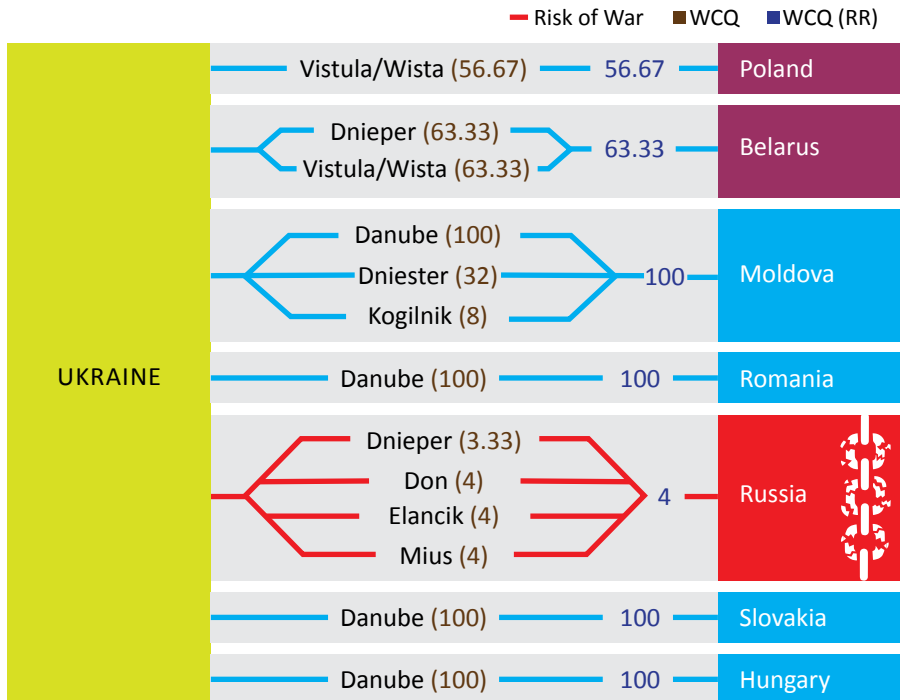 Risk of War WCQ WCQ (RR)
UKRAINE
Vistula/Wista (56.67) 56.67 Poland
Dnieper (63.33)
Vistula/Wista (63.33)
63.33 Belarus
Danube (100)
Dniester (32)
Kogilnik (8)
100 Moldova
Danube (100) 100 Romania
Dnieper (3.33)
Don (4)
Elancik (4)
Mius (4)
4 Russia
Danube (100) 100 Slovakia
Danube (100) 100 Hungary